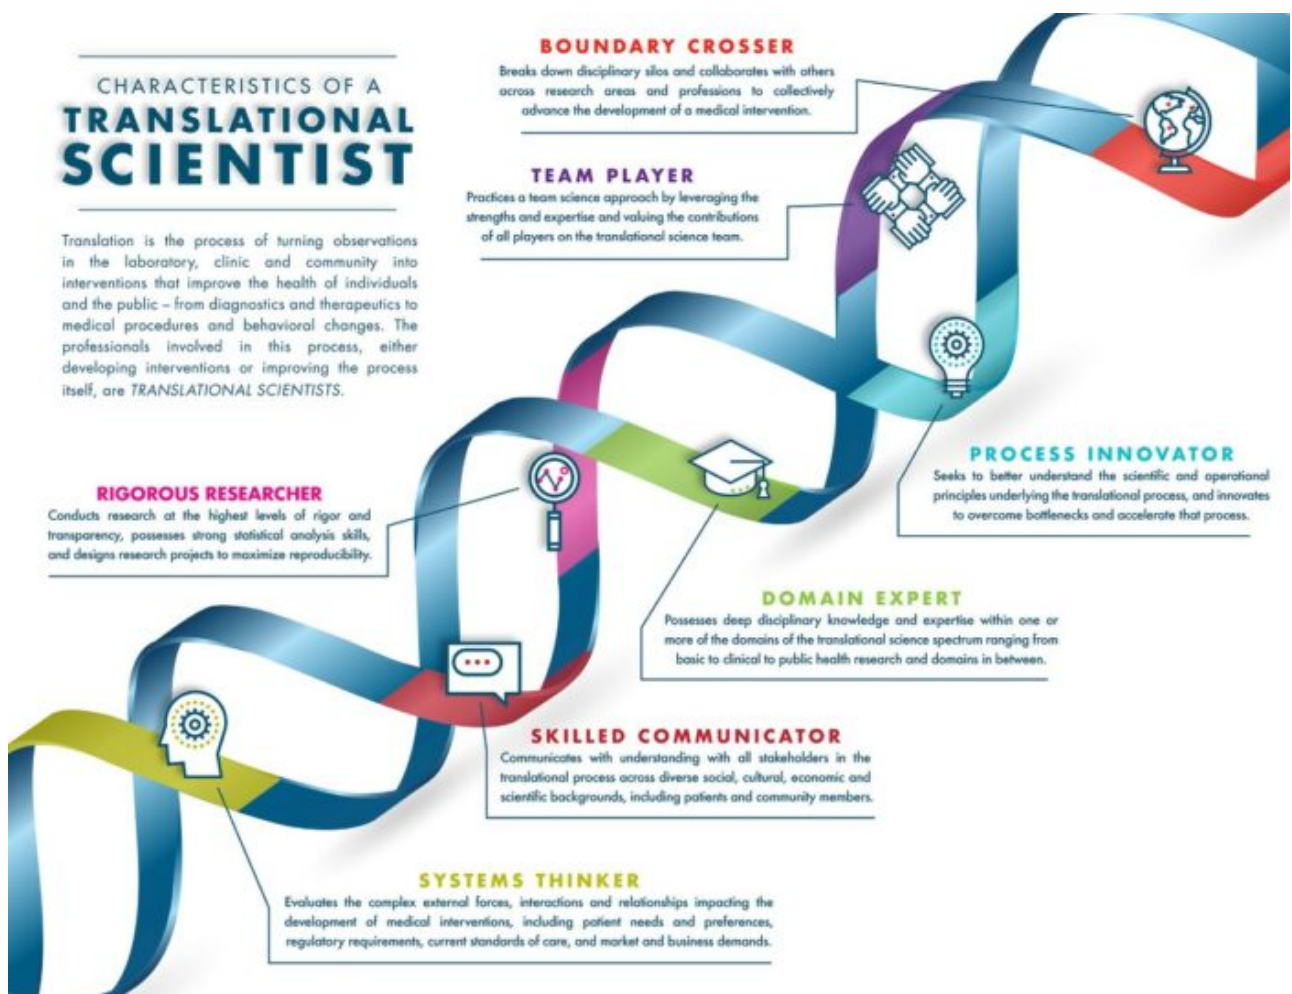 CHARACTERISTICS OF A
TRANSLATIONAL
SCIENTIST
Translation is the process of turning observations
in the laboratory, clinic and community into
interventions that improve the health of individuals
and the public – from diagnostics and therapeutics to
medical procedures and behavioral changes. The
professionals involved in this process, either
developing interventions or improving the process
itself, are TRANSLATIONAL SCIENTISTS.
BOUNDARY CROSSER
Breaks down disciplinary silos and collaborates with others
across research areas and professions to collectively
advance the development of a medical intervention.
TEAM PLAYER
Practices a team science approach by leveraging the
strengths and expertise and valuing the contributions
of all players on the translational science team.
PROCESS INNOVATOR
Seeks to better understand the scientific and operational
principles underlying the translational process, and innovates
to overcome bottlenecks and accelerate that process.
RIGOROUS RESEARCHER
Conducts research at the highest levels of rigor and
transparency, possesses strong statistical analysis skills,
and designs research projects to maximize reproducibility.
DOMAIN EXPERT
Possesses deep disciplinary knowledge and expertise within one or
more of the domains of the translational science spectrum ranging from
basic to clinical to public health research and domains in between.
SKILLED COMMUNICATOR
Communicates with understanding with all stakeholders in the
translational process across diverse social, cultural, economic and
scientific backgrounds, including patients and community members.
SYSTEMS THINKER
Evaluates the complex external forces, interactions and relationships impacting the
development of medical interventions, including patient needs and preferences,
regulatory requirements, current standards of care, and market and business demands.